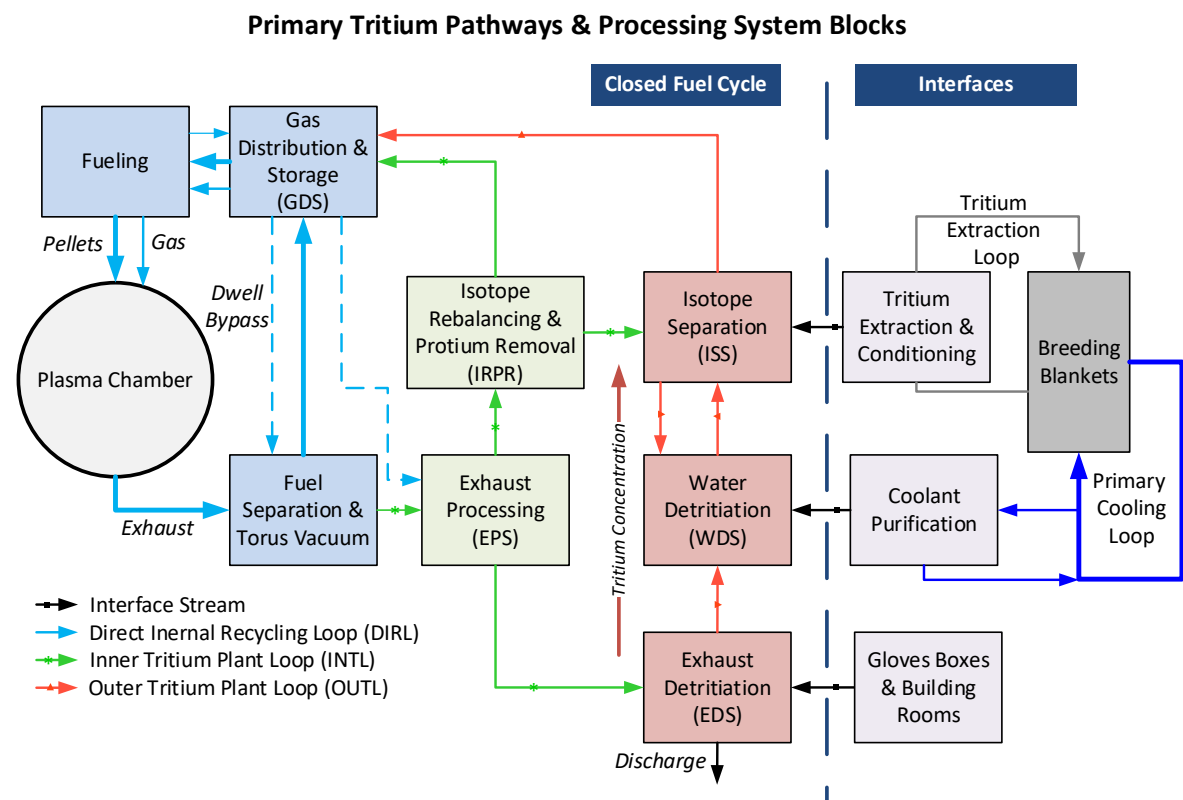 Primary Tritium Pathways & Processing System Blocks
Closed Fuel Cycle
Interfaces
Fueling
Gas
Distribution &
Storage
(GDS)
Pellets
Gas
Dwell
Bypass
Plasma Chamber
Exhaust
Fuel
Separation &
Torus Vacuum
Isotope
Rebalancing &
Protium Removal
(IRPR)
Exhaust
Processing
(EPS)
Isotope
Separation
(ISS)
Tritium Concentration
Water
Detritiation
(WDS)
Exhaust
Detritiation
(EDS)
Discharge
Tritium
Extraction
Loop
Tritium
Extraction &
Conditioning
Breeding
Blankets
Coolant
Purification
Primary
Cooling
Loop
Gloves Boxes
& Building
Rooms
Interface Stream
Direct Inernal Recycling Loop (DIRL)
Inner Tritium Plant Loop (INTL)
Outer Tritium Plant Loop (OUTL)